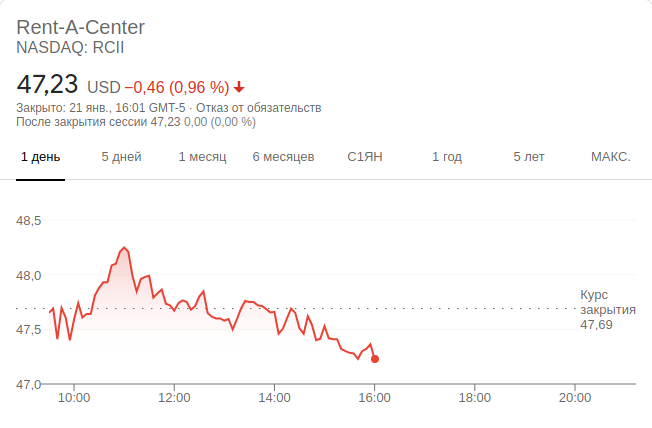 Rent-A-Center
NASDAQ: RCII
47,23 USD −0,46 (0,96 %)
Закрыто: 21 янв., 16:01 GMT-5 · Отказ от обязательств
После закрытия сессии 47,23 0,00 (0,00 %)
1 день 5 дней 1 месяц 6 месяцев С1ЯН 1 год 5 лет МАКС.
48,5
48,0
Курс
закрытия
47,69
47,5
47,0
10:00 12:00 14:00 16:00 18:00 20:00